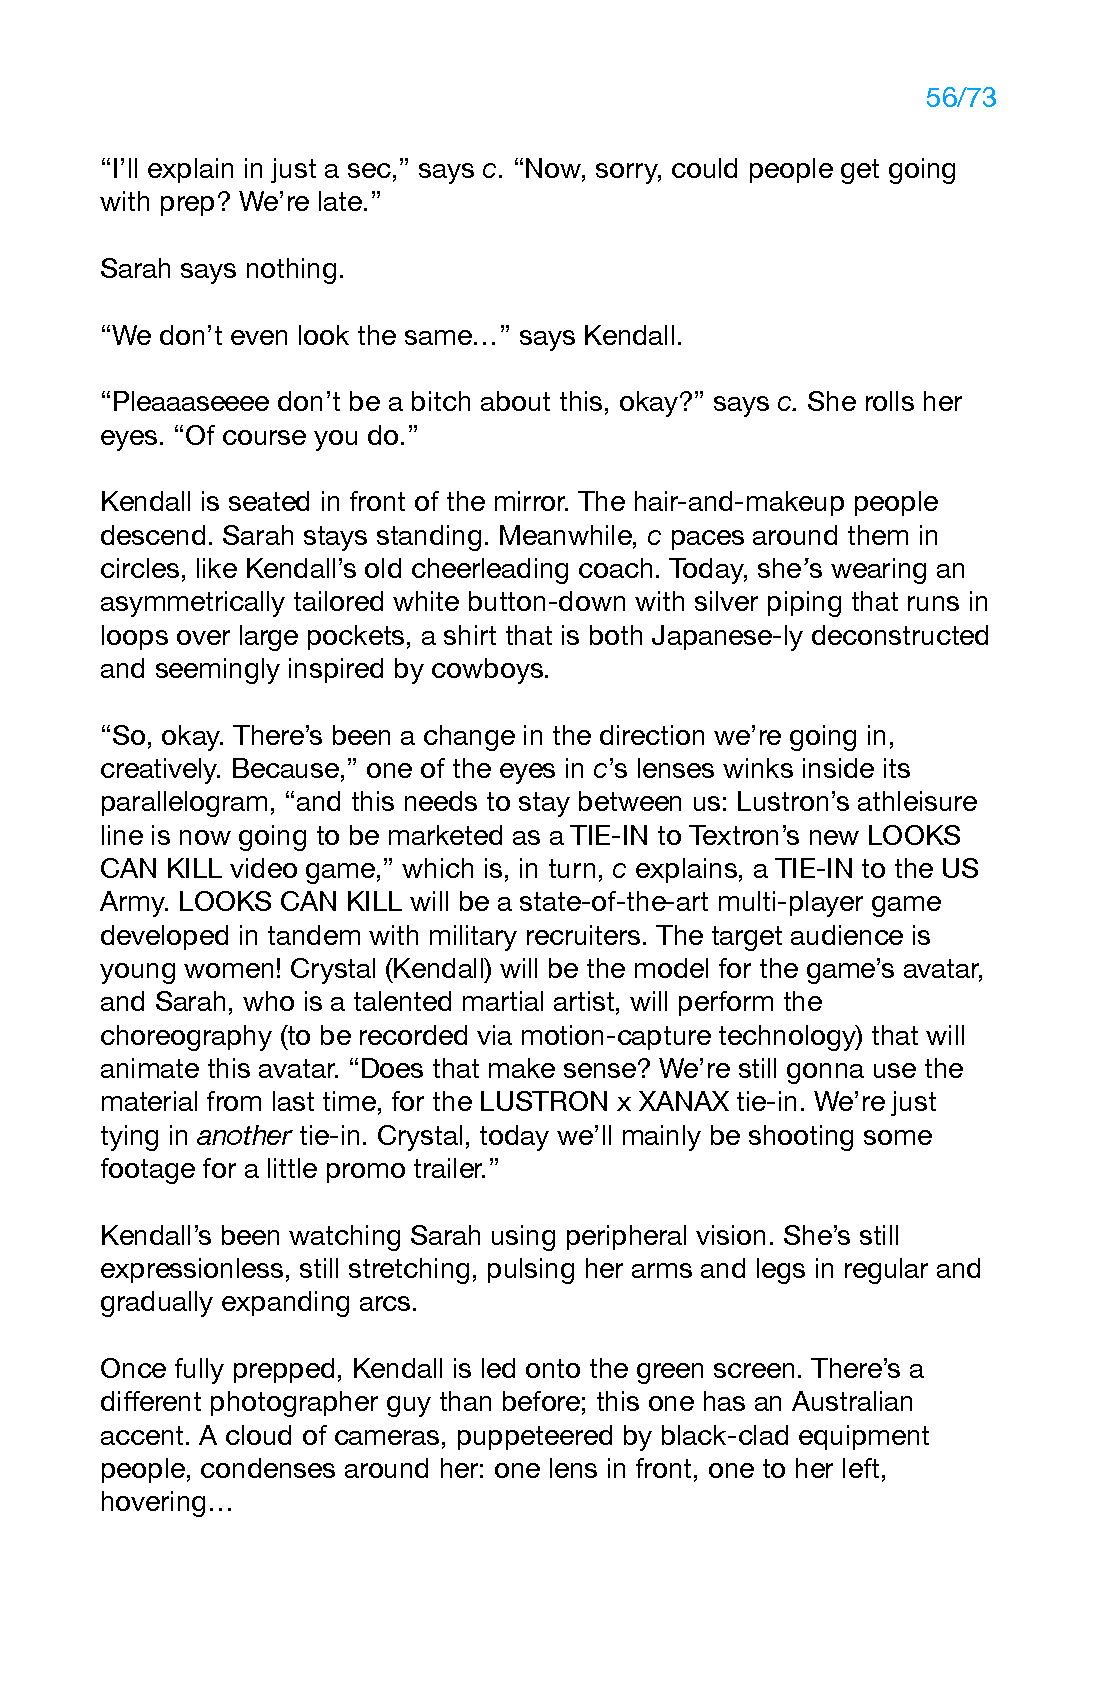 56/73
“I’ll explain in just a sec,” says c. “Now, sorry, could people get going
with prep? We’re late.”
Sarah says nothing.
“We don’t even look the same…” says Kendall.
“Pleaaaseeee don’t be a bitch about this, okay?” says c. She rolls her
eyes. “Of course you do.”
Kendall is seated in front of the mirror. The hair-and-makeup people
descend. Sarah stays standing. Meanwhile, c paces around them in
circles, like Kendall’s old cheerleading coach. Today, she’s wearing an
asymmetrically tailored white button-down with silver piping that runs in
loops over large pockets, a shirt that is both Japanese-ly deconstructed
and seemingly inspired by cowboys.
“So, okay. There’s been a change in the direction we’re going in,
creatively. Because,” one of the eyes in c’s lenses winks inside its
parallelogram, “and this needs to stay between us: Lustron’s athleisure
line is now going to be marketed as a TIE-IN to Textron’s new LOOKS
CAN KILL video game,” which is, in turn, c explains, a TIE-IN to the US
Army. LOOKS CAN KILL will be a state-of-the-art multi-player game
developed in tandem with military recruiters. The target audience is
young women! Crystal (Kendall) will be the model for the game’s avatar,
and Sarah, who is a talented martial artist, will perform the
choreography (to be recorded via motion-capture technology) that will
animate this avatar. “Does that make sense? We’re still gonna use the
material from last time, for the LUSTRON x XANAX tie-in. We’re just
tying in another tie-in. Crystal, today we’ll mainly be shooting some
footage for a little promo trailer.”
Kendall’s been watching Sarah using peripheral vision. She’s still
expressionless, still stretching, pulsing her arms and legs in regular and
gradually expanding arcs.
Once fully prepped, Kendall is led onto the green screen. There’s a
different photographer guy than before; this one has an Australian
accent. A cloud of cameras, puppeteered by black-clad equipment
people, condenses around her: one lens in front, one to her left,
hovering…